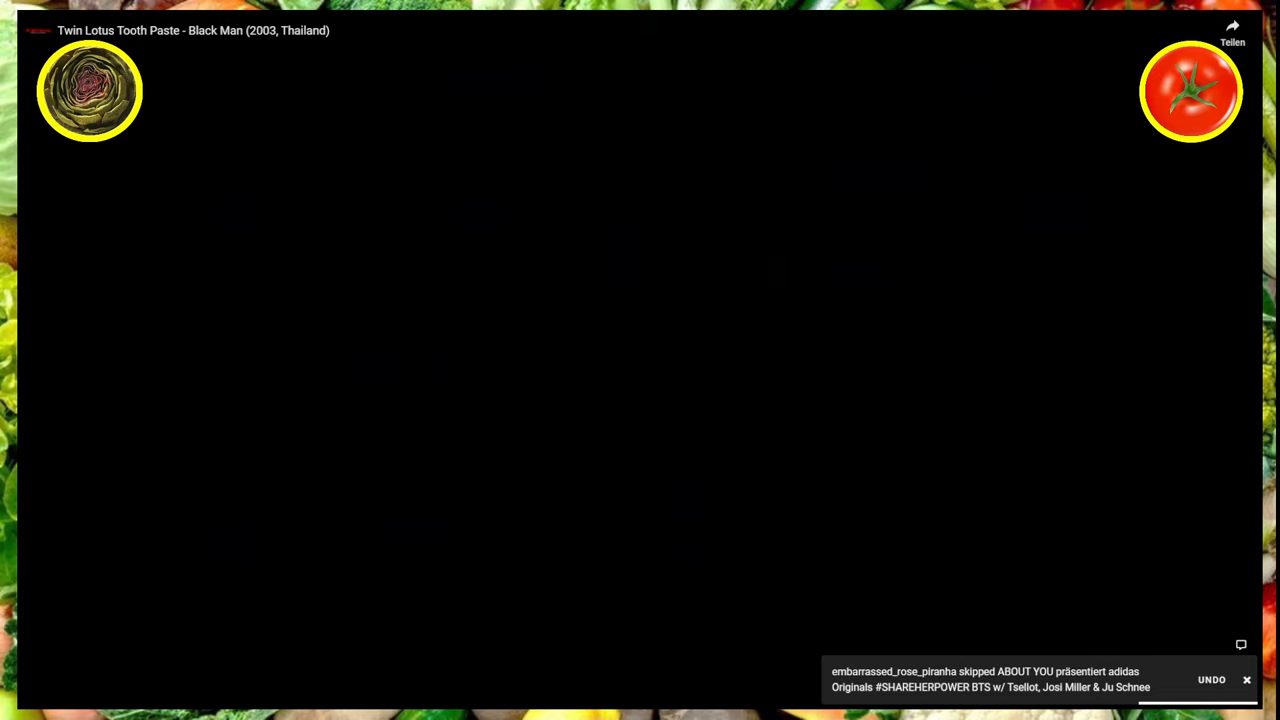 Twin Lotus Tooth Paste - Black Man (2003, Thailand)
Teilen
embarrassed_rose_piranha skipped ABOUT YOU präsentiert adidas
Originals #SHAREHERPOWER BTS w/ Tsellot, Josi Miller & Ju Schnee
UNDO